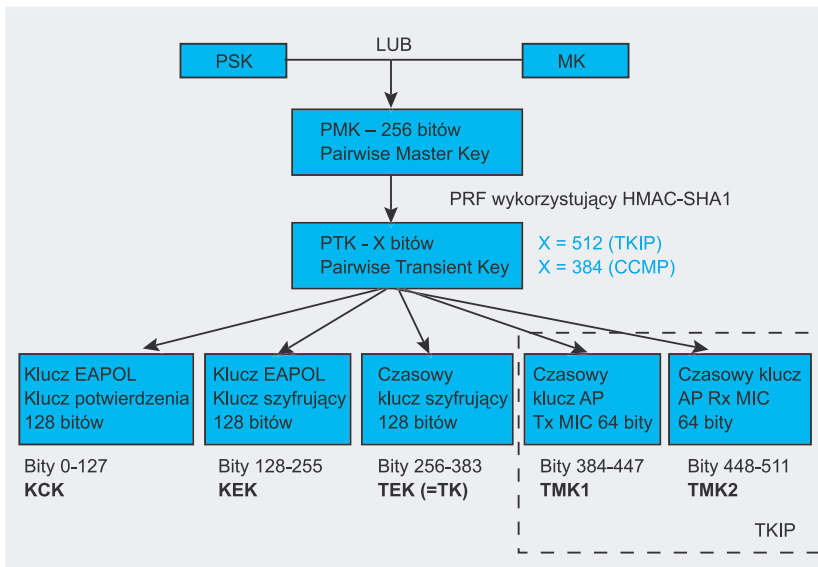 LUB
PSK
MK
PMK – 256 bitów
Pairwise Master Key
PRF wykorzystujący HMAC-SHA1
PTK - X bitów
Pairwise Transient Key
X = 512 (TKIP)
X = 384 (CCMP)
Klucz EAPOL
Klucz potwierdzenia
128 bitów
Klucz EAPOL
Klucz szyfrujący
128 bitów
Czasowy
klucz szyfrujący
128 bitów
Czasowy
klucz AP
Tx MIC 64 bity
Czasowy klucz
AP Rx MIC
64 bity
Bity 0-127
KCK
Bity 128-255
KEK
Bity 256-383
TEK (=TK)
Bity 384-447
TMK1
Bity 448-511
TMK2
TKIP